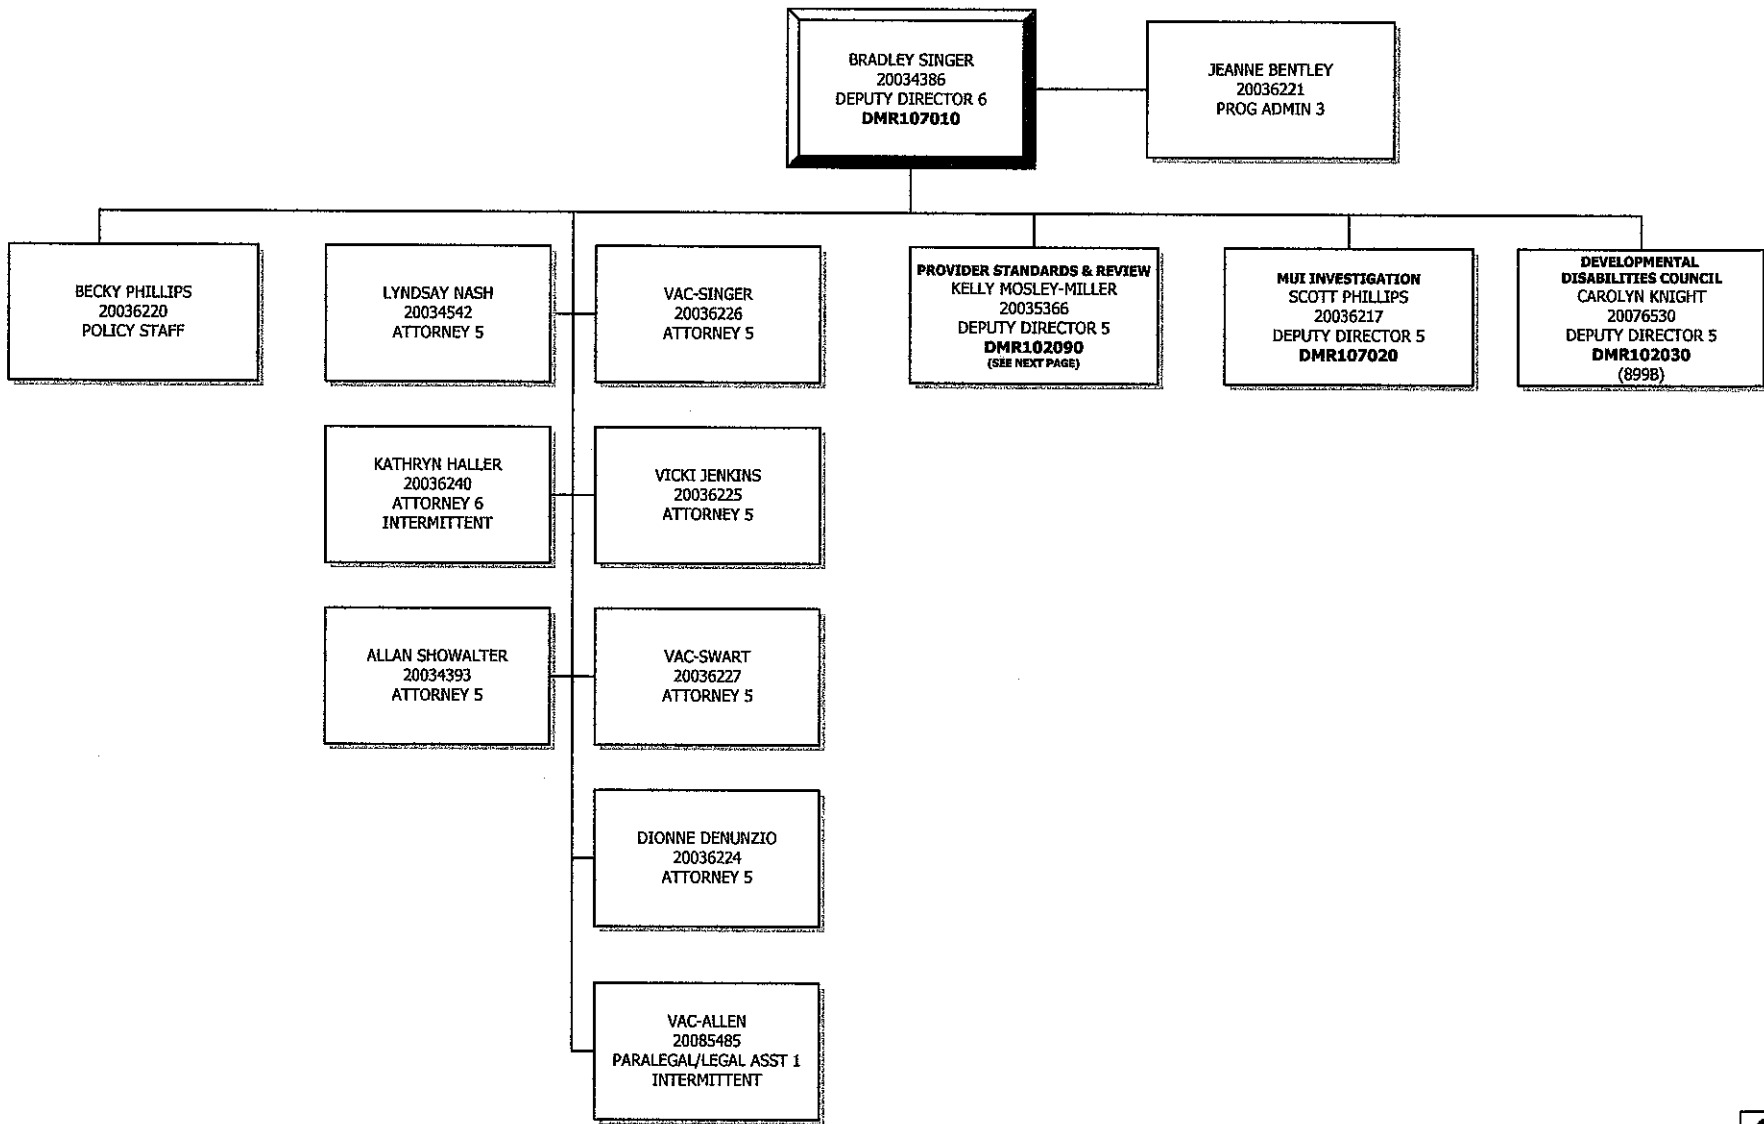 BRADLEY SINGER
20034386
DEPUTY DIRECTOR 6
DMR107010
JEANNE BENTLEY
20036221
PROG ADMIN 3
BECKY PHILLIPS
20036220
POLICY STAFF
LYNDSAY NASH
20034542
ATTORNEY 5
VAC-SINGER
20036226
ATTORNEY 5
PROVIDER STANDARDS & REVIEW
KELLY MOSLEY-MILLER
20035366
DEPUTY DIRECTOR 5
DMR102090
(SEE NEXT PAGE)
MUI INVESTIGATION
SCOTT PHILLIPS
20036217
DEPUTY DIRECTOR 5
DMR107020
DEVELOPMENTAL
DISABILITIES COUNCIL
CAROLYN KNIGHT
20076530
DEPUTY DIRECTOR 5
DMR102030
(899B)
KATHRYN HALLER
20036240
ATTORNEY 6
INTERMITTENT
VICKI JENKINS
20036225
ATTORNEY 5
ALLAN SHOWALTER
20034393
ATTORNEY 5
VAC-SWART
20036227
ATTORNEY 5
DIONNE DENUNZIO
20036224
ATTORNEY 5
VAC-ALLEN
20085485
PARALEGAL/LEGAL ASST 1
INTERMITTENT